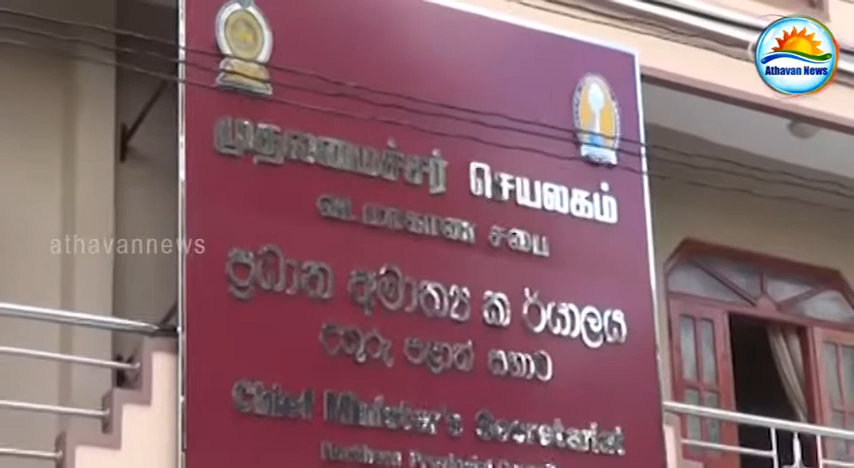 Athavan News
முதலமைச்சர் செயலகம்
வட மாகாண சபை
athavannews
ප්‍රධාන අමාත්‍ය කාර්යාලය
උතුරු පළාත් සභාව
Chief Minister's Secretariat
Northern Provincial Council